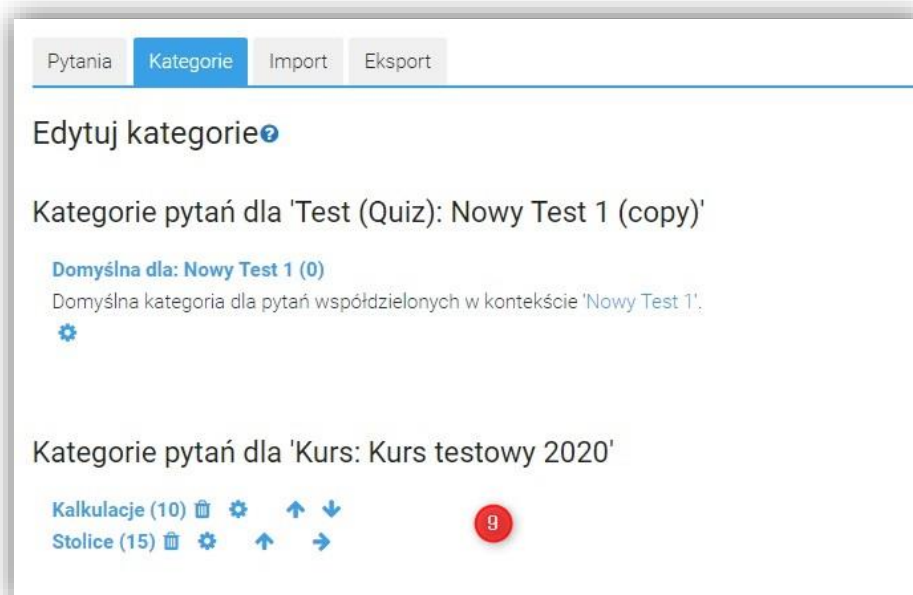 Pytania Kategorie Import Eksport
Edytuj kategorie
Kategorie pytań dla 'Test (Quiz): Nowy Test 1 (copy)'
Domyślna dla: Nowy Test 1 (0)
Domyślna kategoria dla pytań współdzielonych w kontekście 'Nowy Test 1'.
Kategorie pytań dla 'Kurs: Kurs testowy 2020'
Kalkulacje (10)
9
Stolice (15)